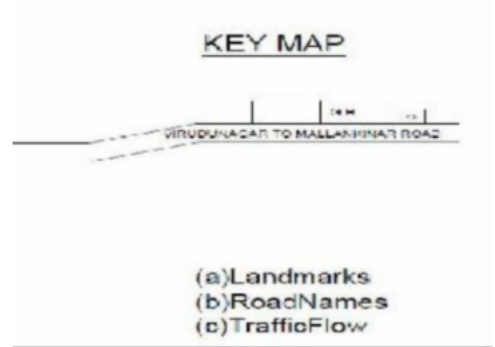 KEY MAP
VIRUDUNAGAR TO MALLANKINAR ROAD
(a)Landmarks
(b)RoadNames
(c)TrafficFlow